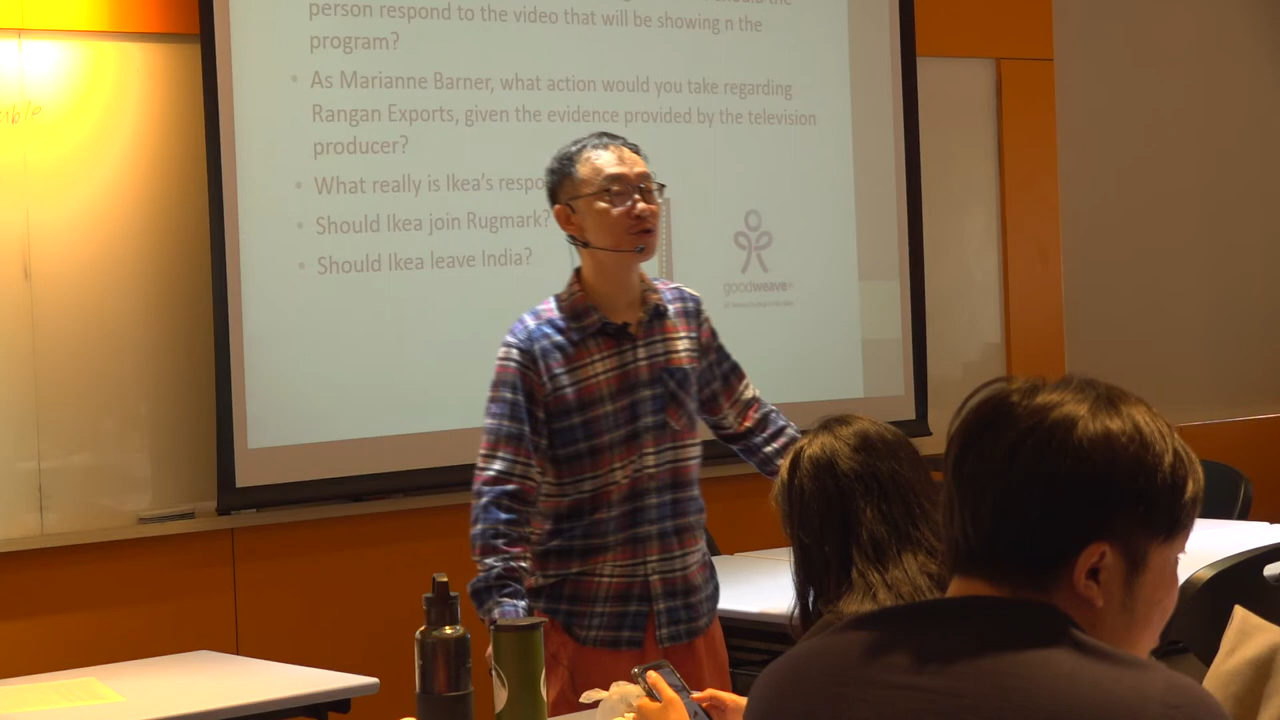 person respond to the video that will be showing n the
program?
• As Marianne Barner, what action would you take regarding
Rangan Exports, given the evidence provided by the television
producer?
• What really is Ikea's respo
• Should Ikea join Rugmark?
• Should Ikea leave India?
goodweave